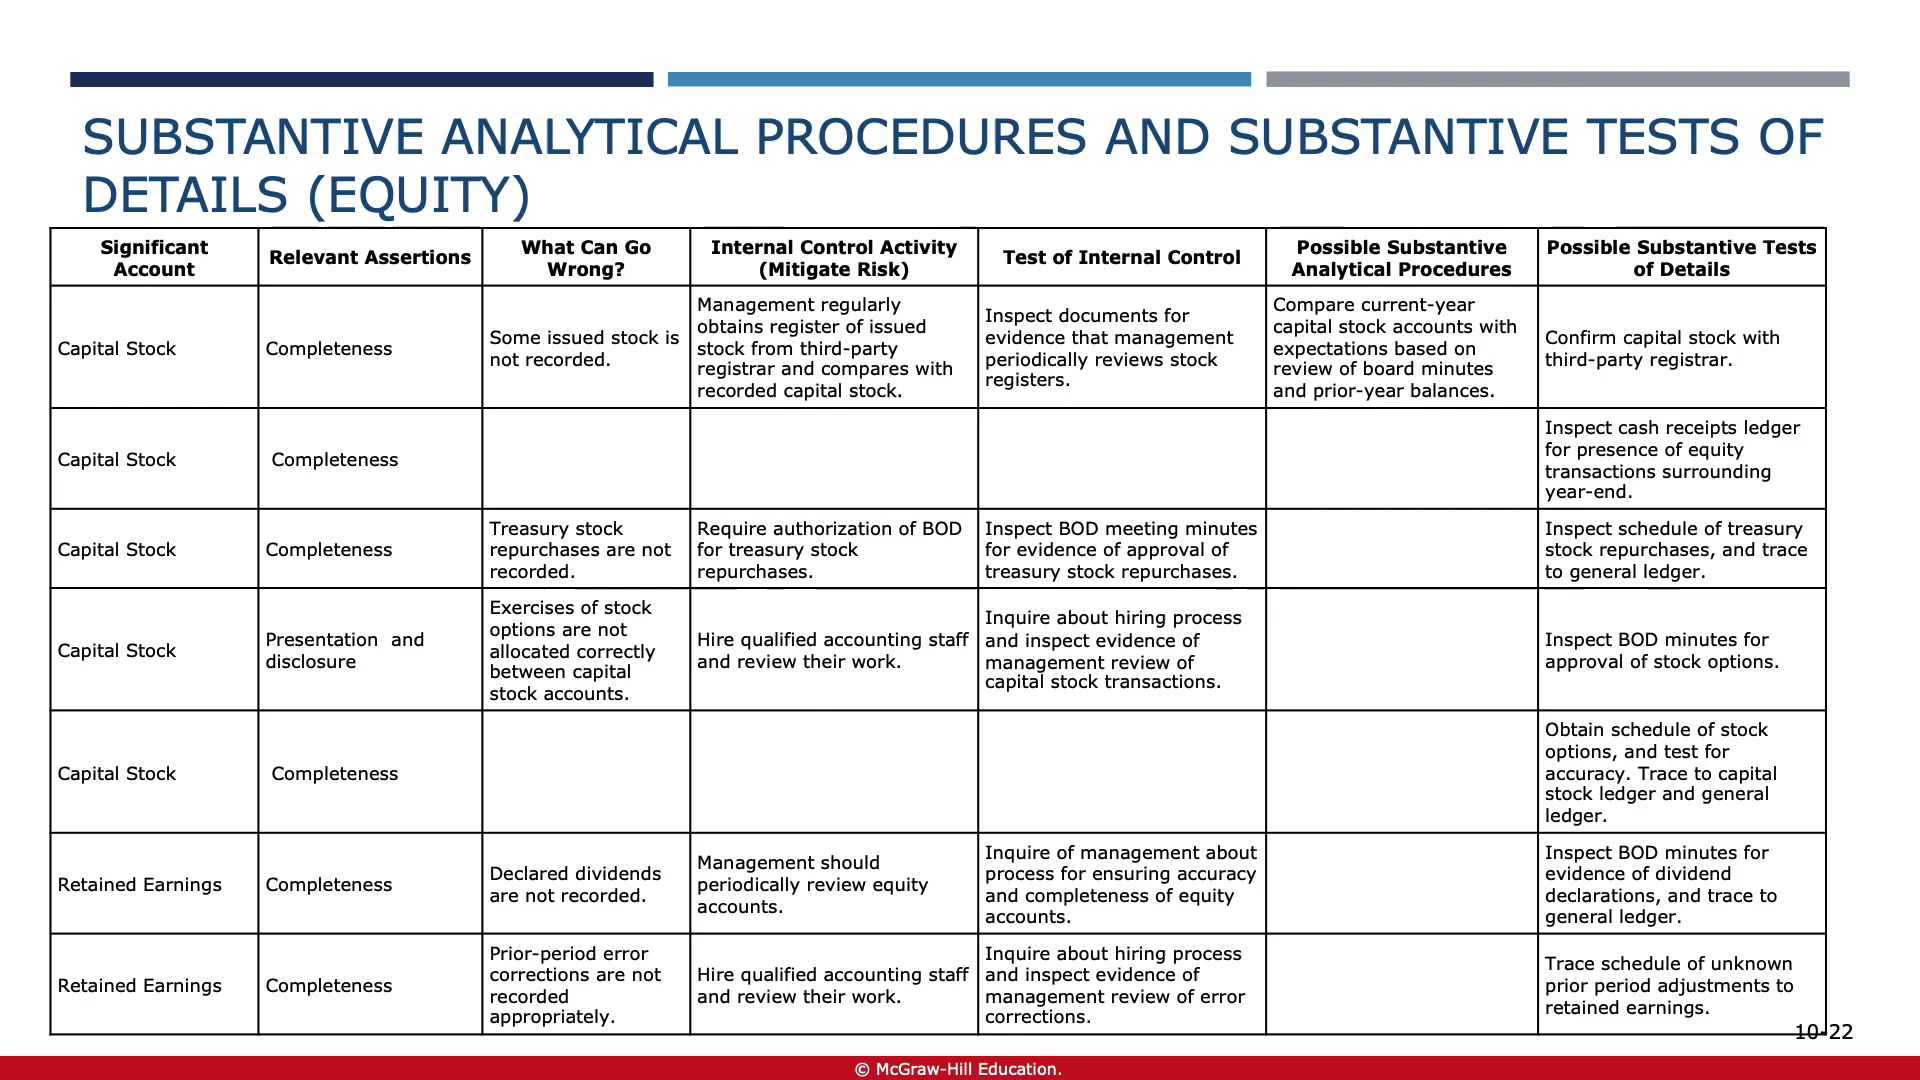 SUBSTANTIVE ANALYTICAL PROCEDURES AND SUBSTANTIVE TESTS OF
DETAILS (EQUITY)
Significant
Account
Relevant Assertions
What Can Go
Wrong?
Internal Control Activity
(Mitigate Risk)
Test of Internal Control
Possible Substantive
Analytical Procedures
Possible Substantive Tests
of Details
Capital Stock
Completeness
Some issued stock is
not recorded.
Management regularly
obtains register of issued
stock from third-party
registrar and compares with
recorded capital stock.
Inspect documents for
evidence that management
periodically reviews stock
registers.
Compare current-year
capital stock accounts with
expectations based on
review of board minutes
and prior-year balances.
Confirm capital stock with
third-party registrar.
Capital Stock
Completeness
Inspect cash receipts ledger
for presence of equity
transactions surrounding
year-end.
Capital Stock
Completeness
Treasury stock
repurchases are not
recorded.
Require authorization of BOD
for treasury stock
repurchases.
Inspect BOD meeting minutes
for evidence of approval of
treasury stock repurchases.
Inspect schedule of treasury
stock repurchases, and trace
to general ledger.
Capital Stock
Presentation and
disclosure
Exercises of stock
options are not
allocated correctly
between capital
stock accounts.
Hire qualified accounting staff
and review their work.
Inquire about hiring process
and inspect evidence of
management review of
capital stock transactions.
Inspect BOD minutes for
approval of stock options.
Capital Stock
Completeness
Obtain schedule of stock
options, and test for
accuracy. Trace to capital
stock ledger and general
ledger.
Retained Earnings
Completeness
Declared dividends
are not recorded.
Management should
periodically review equity
accounts.
Inquire of management about
process for ensuring accuracy
and completeness of equity
accounts.
Inspect BOD minutes for
evidence of dividend
declarations, and trace to
general ledger.
Retained Earnings
Completeness
Prior-period error
corrections are not
recorded
appropriately.
Hire qualified accounting staff
and review their work.
Inquire about hiring process
and inspect evidence of
management review of error
corrections.
Trace schedule of unknown
prior period adjustments to
retained earnings.
10-22
© McGraw-Hill Education.